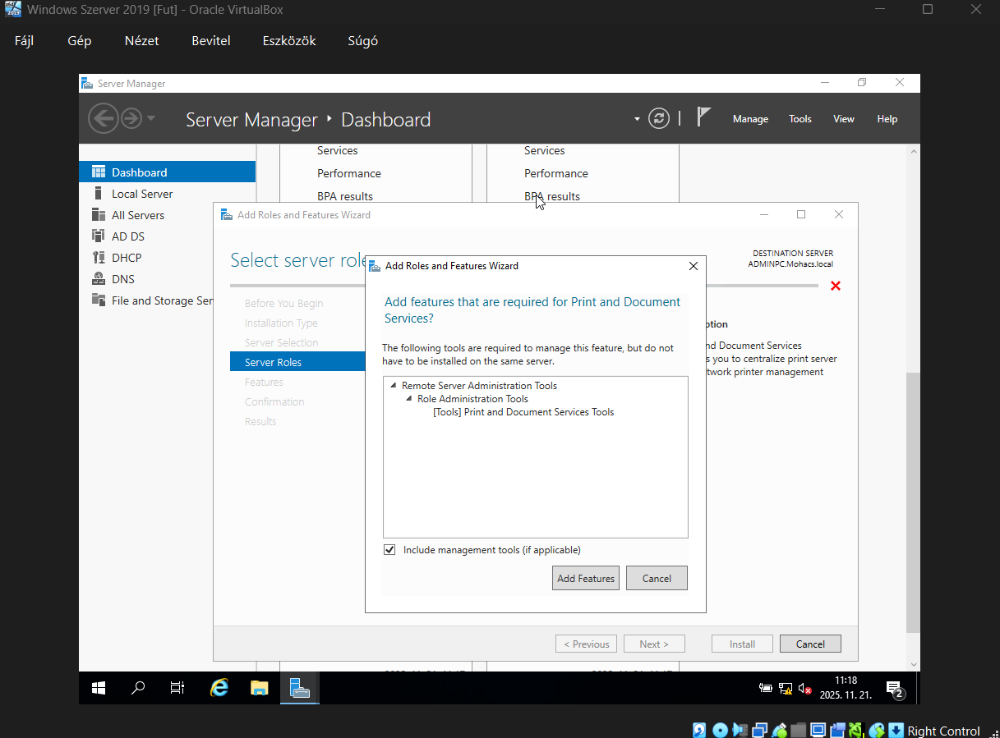 Windows Szerver 2019 [Fut] - Oracle VirtualBox
Fájl Gép Nézet Bevitel Eszközök Súgó
Server Manager
Server Manager Dashboard
Manage Tools View Help
Dashboard
Local Server
All Servers
AD DS
DHCP
DNS
File and Storage Ser
Services
Performance
BPA results
Services
Performance
BPA results
Add Roles and Features Wizard
Select server role
DESTINATION SERVER
ADMINPC.Mohacs.local
Before You Begin
Installation Type
Server Selection
Server Roles
Features
Confirmation
Results
ption
nd Document Services
s you to centralize print server
twork printer management
Add Roles and Features Wizard
Add features that are required for Print and Document
Services?
The following tools are required to manage this feature, but do not
have to be installed on the same server.
Remote Server Administration Tools
Role Administration Tools
[Tools] Print and Document Services Tools
Include management tools (if applicable)
Add Features Cancel
< Previous Next > Install Cancel
11:18
2025. 11. 21.
2
Right Control